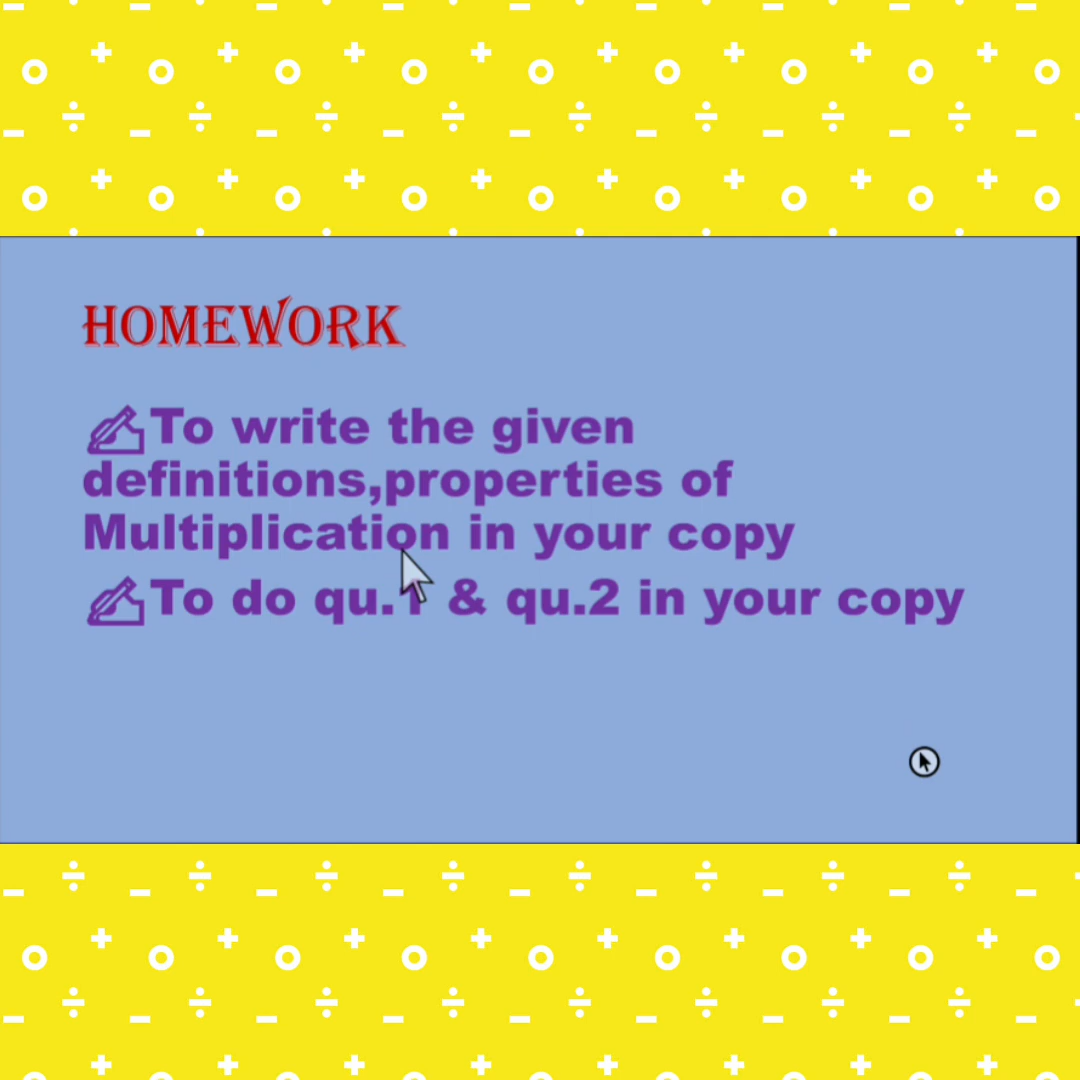 HOMEWORK
✍To write the given
definitions,properties of
Multiplication in your copy
✍To do qu.1 & qu.2 in your copy